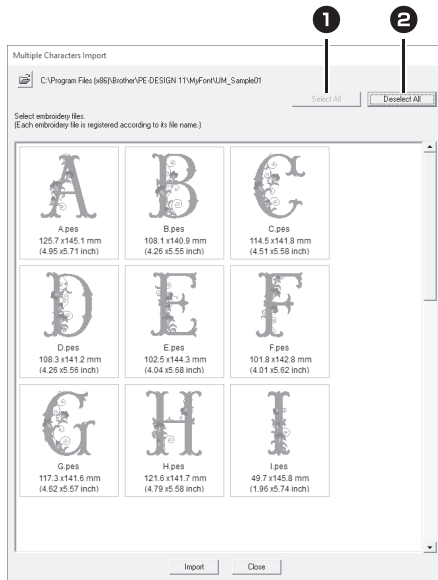 1 2
Multiple Characters Import
C:\Program Files (x86)\Brother\PE-DESIGN 11\MyFont\UM_Sample01
Select All Deselect All
Select embroidery files.
(Each embroidery file is registered according to its file name.)
A B C
A.pes B.pes C.pes
125.7 x145.1 mm 108.1 x140.9 mm 114.5 x141.8 mm
(4.95 x5.71 inch) (4.26 x5.55 inch) (4.51 x5.58 inch)
D E F
D.pes E.pes F.pes
108.3 x141.2 mm 102.5 x144.3 mm 101.8 x142.8 mm
(4.26 x5.56 inch) (4.04 x5.68 inch) (4.01 x5.62 inch)
G H I
G.pes H.pes I.pes
117.3 x141.6 mm 121.6 x141.7 mm 49.7 x145.8 mm
(4.62 x5.57 inch) (4.79 x5.58 inch) (1.96 x5.74 inch)
Import Close